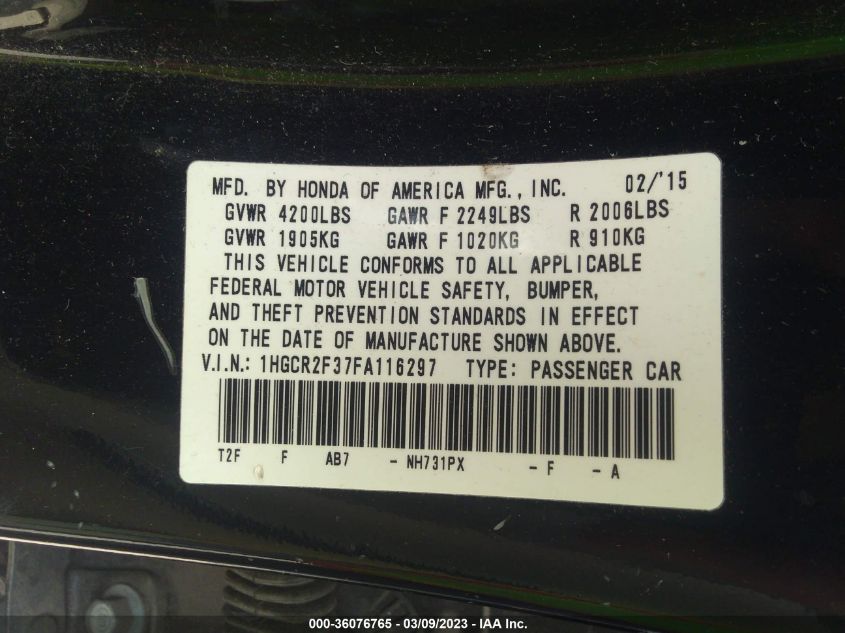 MFD. BY HONDA OF AMERICA MFG., INC. 02/'15
GVWR 4200LBS GAWR F 2249LBS R 2006LBS
GVWR 1905KG GAWR F 1020KG R 910KG
THIS VEHICLE CONFORMS TO ALL APPLICABLE
FEDERAL MOTOR VEHICLE SAFETY, BUMPER,
AND THEFT PREVENTION STANDARDS IN EFFECT
ON THE DATE OF MANUFACTURE SHOWN ABOVE.
V.I.N.: 1HGCR2F37FA116297 TYPE: PASSENGER CAR
T2F F AB7 - NH731PX - F - A
000-36076765 - 03/09/2023 - IAA Inc.